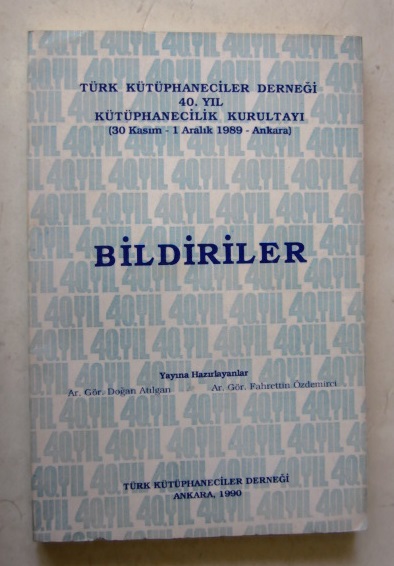 TÜRK KÜTÜPHANECİLER DERNEĞİ
40. YIL
KÜTÜPHANECİLİK KURULTAYI
(30 Kasım - 1 Aralık 1989 - Ankara)
BİLDİRİLER
Yayına Hazırlayanlar
Ar. Gör. Doğan Atılgan Ar. Gör. Fahrettin Özdemirci
TÜRK KÜTÜPHANECİLER DERNEĞİ
ANKARA, 1990